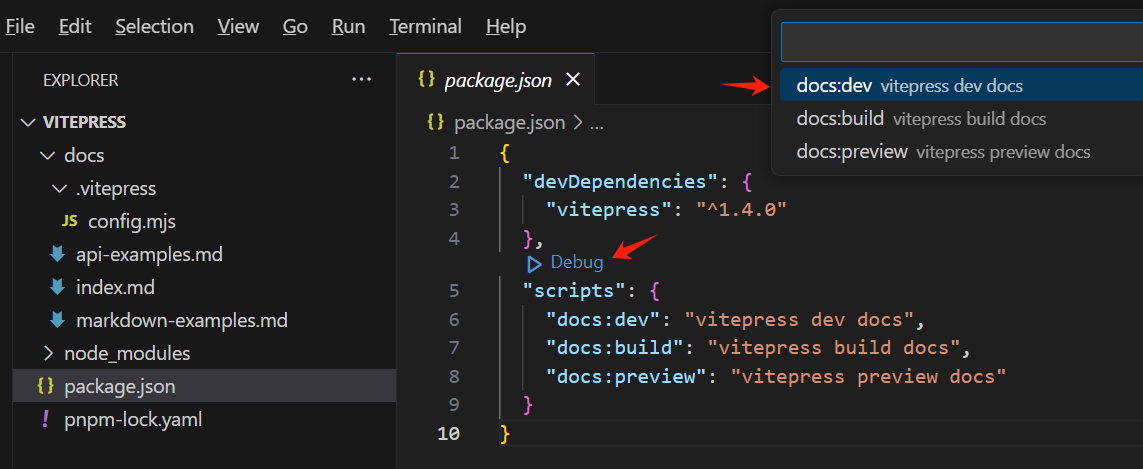 File Edit Selection View Go Run Terminal Help
EXPLORER ···
VITEPRESS
docs
.vitepress
JS config.mjs
api-examples.md
index.md
markdown-examples.md
node_modules
{} package.json
! pnpm-lock.yaml
{} package.json ×
{} package.json > ...
1 {
2 "devDependencies": {
3 "vitepress": "^1.4.0"
4 },
Debug
5 "scripts": {
6 "docs:dev": "vitepress dev docs",
7 "docs:build": "vitepress build docs",
8 "docs:preview": "vitepress preview docs"
9 }
10 }
docs:dev vitepress dev docs
docs:build vitepress build docs
docs:preview vitepress preview docs